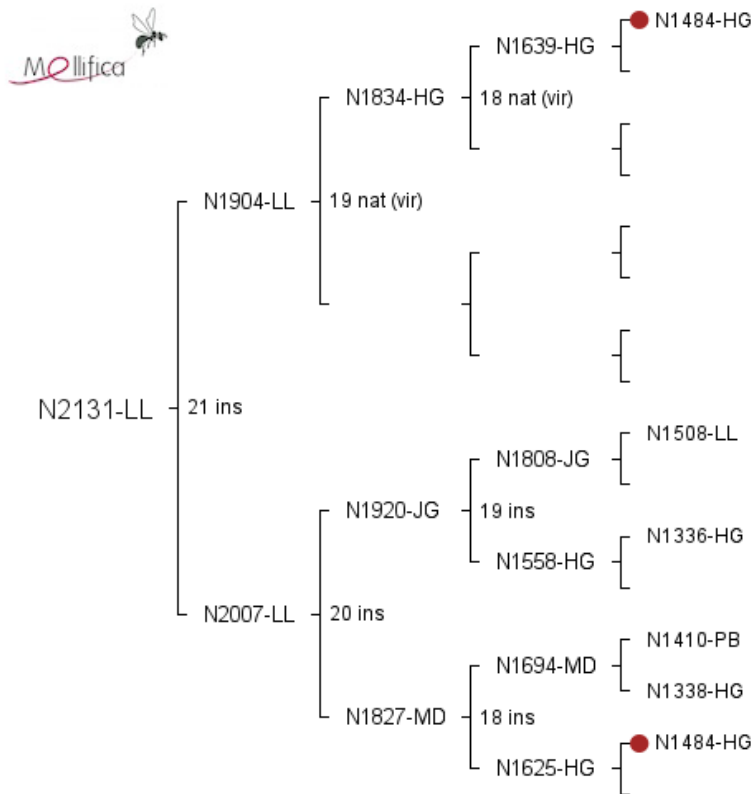 N1484-HG
N1639-HG
Mellifica
N1834-HG
18 nat (vir)
N1904-LL
19 nat (vir)
N2131-LL
21 ins
N1508-LL
N1808-JG
N1920-JG
19 ins
N1336-HG
N1558-HG
N2007-LL
20 ins
N1410-PB
N1694-MD
N1338-HG
N1827-MD
18 ins
N1484-HG
N1625-HG